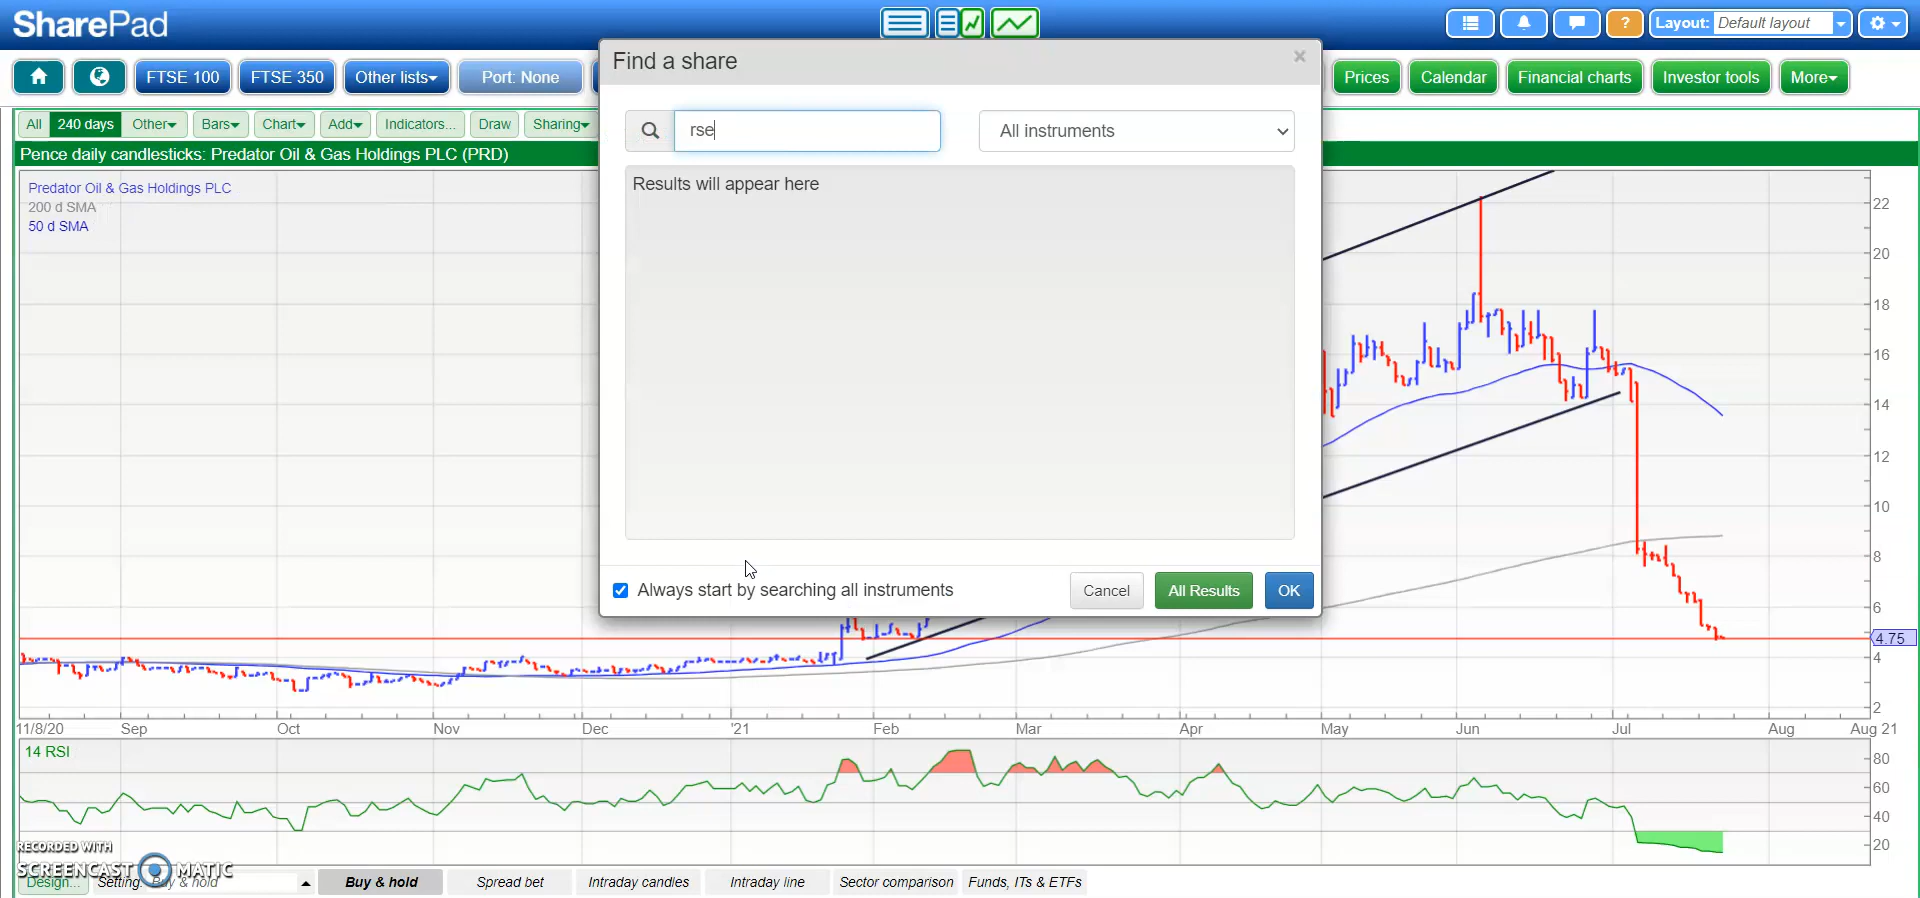 SharePad
Layout: Default layout
?
FTSE 100 FTSE 350 Other lists Port: None
Prices Calendar Financial charts Investor tools More
Find a share
×
rse
All instruments
Results will appear here
Always start by searching all instruments
Cancel All Results OK
All 240 days Other Bars Chart Add Indicators... Draw Sharing
Pence daily candlesticks: Predator Oil & Gas Holdings PLC (PRD)
Predator Oil & Gas Holdings PLC
200 d SMA
50 d SMA
22
20
18
16
14
12
10
8
6
4.75
4
2
11/8/20 Sep Oct Nov Dec '21 Feb Mar Apr May Jun Jul Aug Aug 21
14 RSI
80
60
40
20
RECORDED WITH
SCREENCAST MATIC
Design... Setting: Buy & hold Buy & hold Spread bet Intraday candles Intraday line Sector comparison Funds, ITs & ETFs